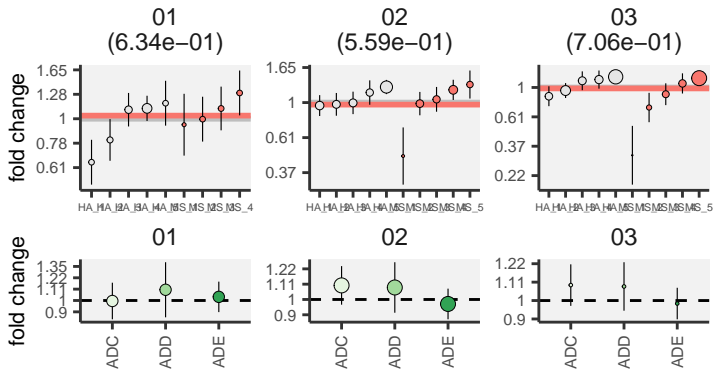 01
(6.34e−01)
02
(5.59e−01)
03
(7.06e−01)
fold change
1.65
1.28
1
0.78
0.61
1.65
1
0.61
0.37
1
0.61
0.37
0.22
01
02
03
fold change
1.35
1.22
1.11
1
0.9
1.22
1.11
1
0.9
1.22
1.11
1
0.9
ADC
ADD
ADE
ADC
ADD
ADE
ADC
ADD
ADE